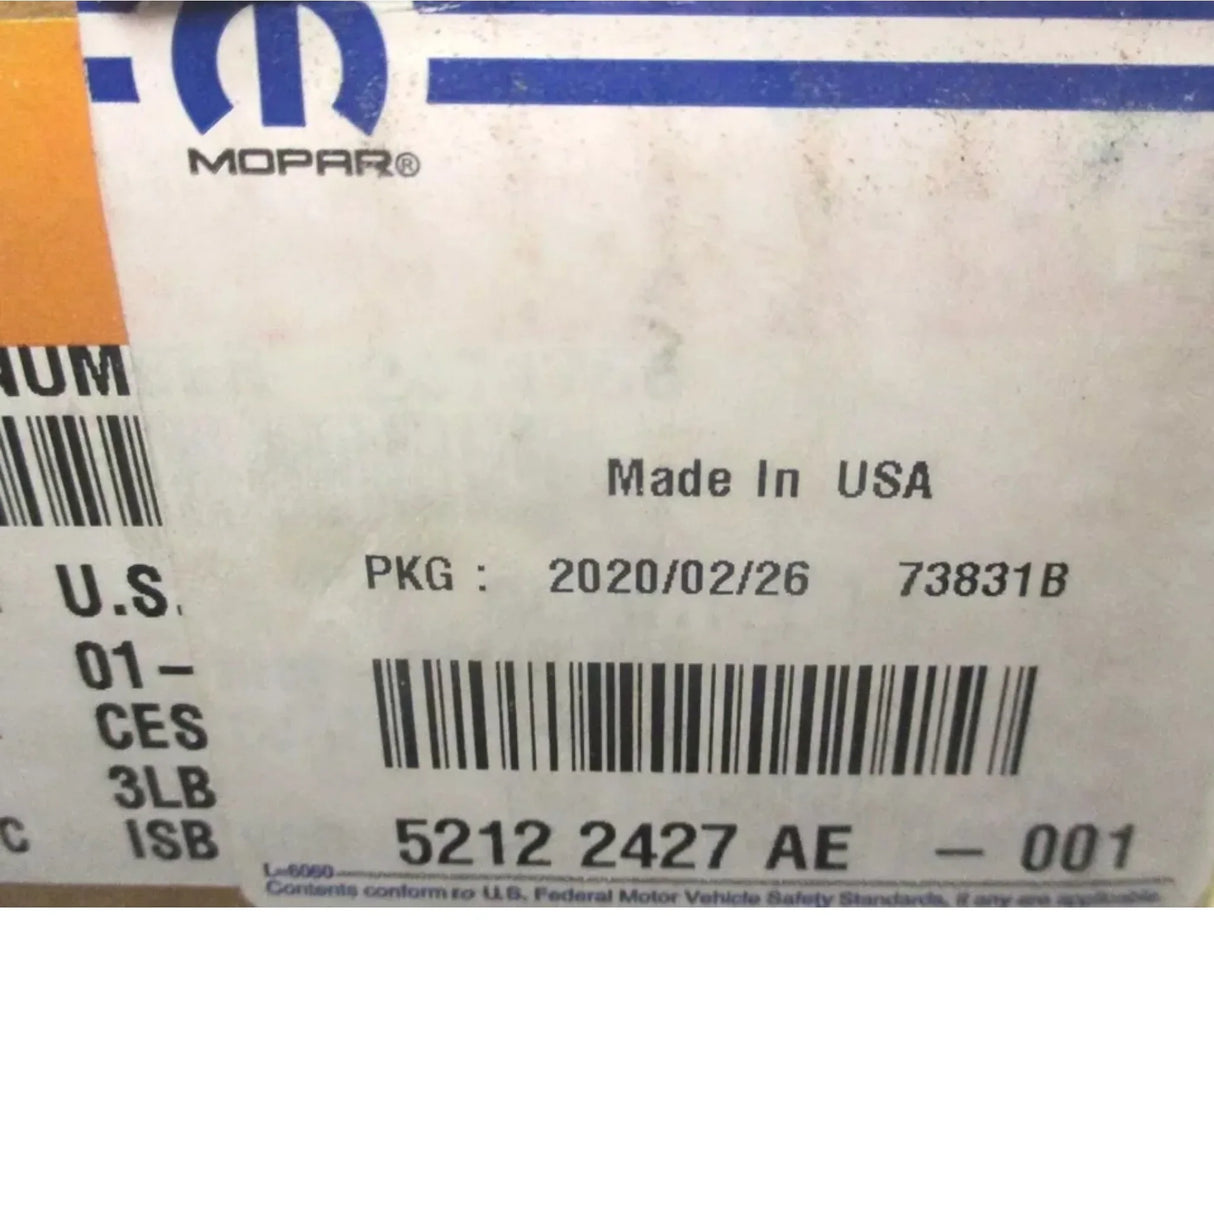 MOPAR®
NUM
Made In USA
U.S.
PKG : 2020/02/26 73831B
01-
CES
3LB
C ISB
5212 2427 AE - 001
L-6060
Contents conform to U.S. Federal Motor Vehicle Safety Standards, if any are applicable.